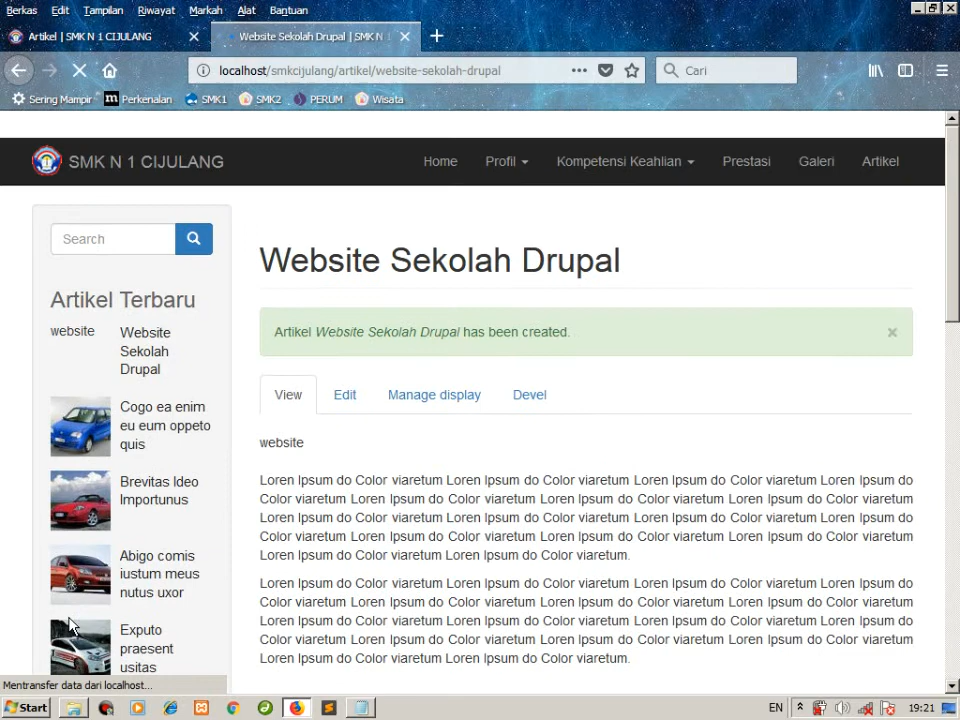 Berkas Edit Tampilan Riwayat Markah Alat Bantuan
Artikel | SMK N 1 CIJULANG
Website Sekolah Drupal | SMK N
localhost/smkcijulang/artikel/website-sekolah-drupal
Cari
Sering Mampir
m Perkenalan
SMK1
SMK2
PERUM
Wisata
SMK N 1 CIJULANG
Home
Profil
Kompetensi Keahlian
Prestasi
Galeri
Artikel
Search
Artikel Terbaru
website
Website
Sekolah
Drupal
Cogo ea enim
eu eum oppeto
quis
Brevitas Ideo
Importunus
Abigo comis
iustum meus
nutus uxor
Exputo
praesent
usitas
Website Sekolah Drupal
Artikel Website Sekolah Drupal has been created.
×
View
Edit
Manage display
Devel
website
Loren Ipsum do Color viaretum Loren Ipsum do Color viaretum Loren Ipsum do Color viaretum Loren Ipsum do
Color viaretum Loren Ipsum do Color viaretum Loren Ipsum do Color viaretum Loren Ipsum do Color viaretum
Loren Ipsum do Color viaretum Loren Ipsum do Color viaretum Loren Ipsum do Color viaretum Loren Ipsum do
Color viaretum Loren Ipsum do Color viaretum Loren Ipsum do Color viaretum Loren Ipsum do Color viaretum
Loren Ipsum do Color viaretum Loren Ipsum do Color viaretum.
Loren Ipsum do Color viaretum Loren Ipsum do Color viaretum Loren Ipsum do Color viaretum Loren Ipsum do
Color viaretum Loren Ipsum do Color viaretum Loren Ipsum do Color viaretum Loren Ipsum do Color viaretum
Loren Ipsum do Color viaretum Loren Ipsum do Color viaretum Loren Ipsum do Color viaretum Loren Ipsum do
Color viaretum Loren Ipsum do Color viaretum Loren Ipsum do Color viaretum Loren Ipsum do Color viaretum
Loren Ipsum do Color viaretum Loren Ipsum do Color viaretum.
Mentransfer data dari localhost...
Start
EN
19:21